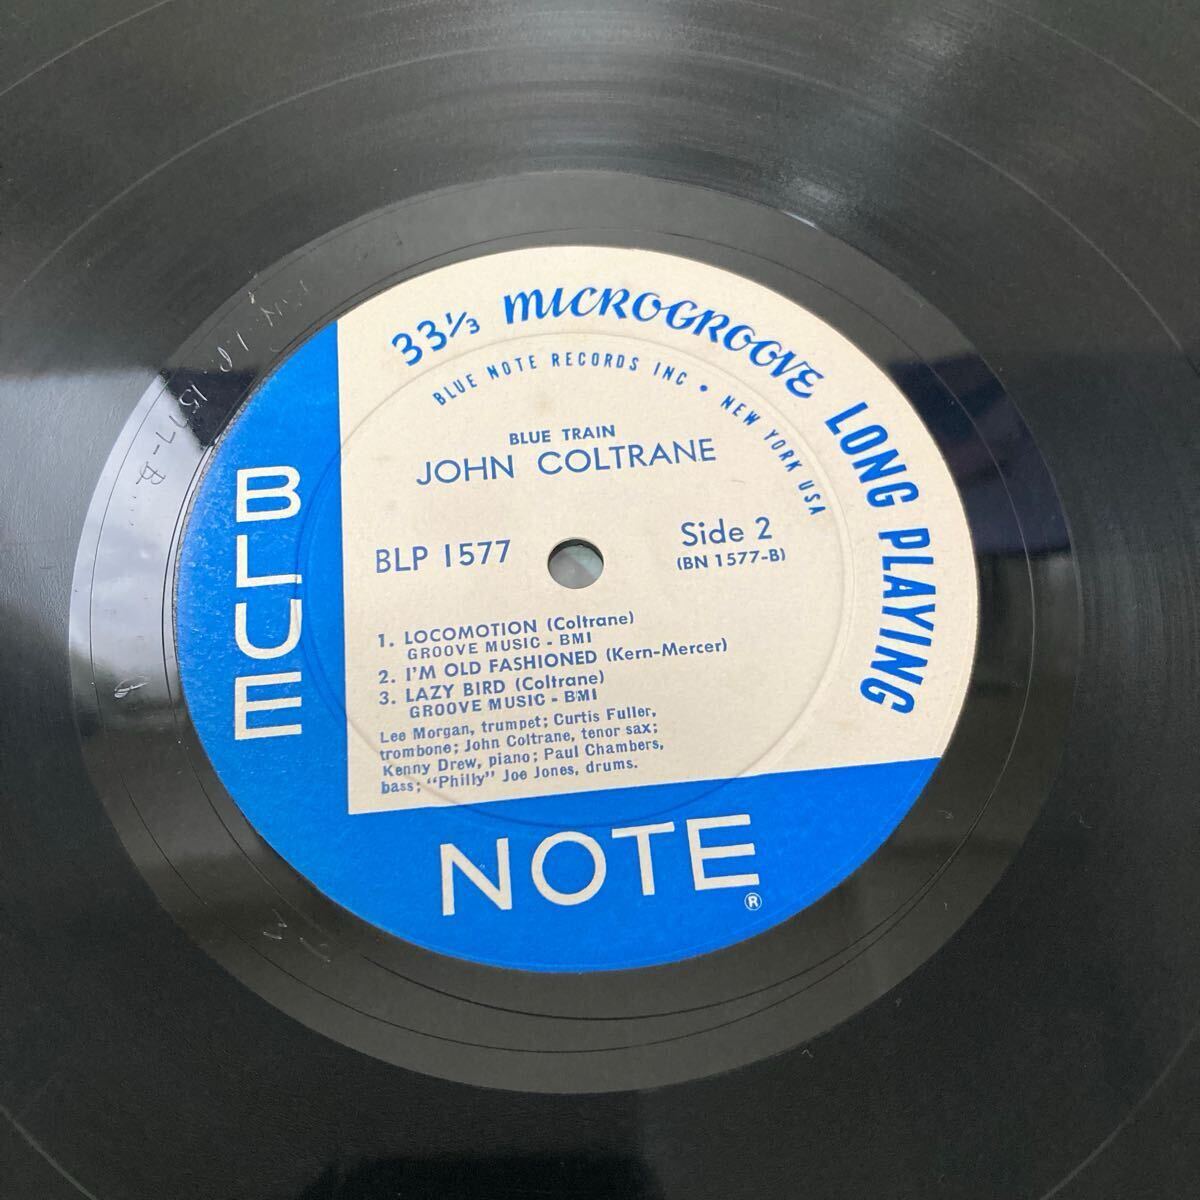 33⅓ MICROGROOVE LONG PLAYING
BLUE NOTE RECORDS INC • NEW YORK USA
BLUE TRAIN
JOHN COLTRANE
BLP 1577
Side 2
(BN 1577-B)
1. LOCOMOTION (Coltrane)
GROOVE MUSIC - BMI
2. I'M OLD FASHIONED (Kern-Mercer)
3. LAZY BIRD (Coltrane)
GROOVE MUSIC - BMI
Lee Morgan, trumpet; Curtis Fuller,
trombone; John Coltrane, tenor sax;
Kenny Drew, piano; Paul Chambers,
bass; "Philly" Joe Jones, drums.
BLUE
NOTE ®
1577-B